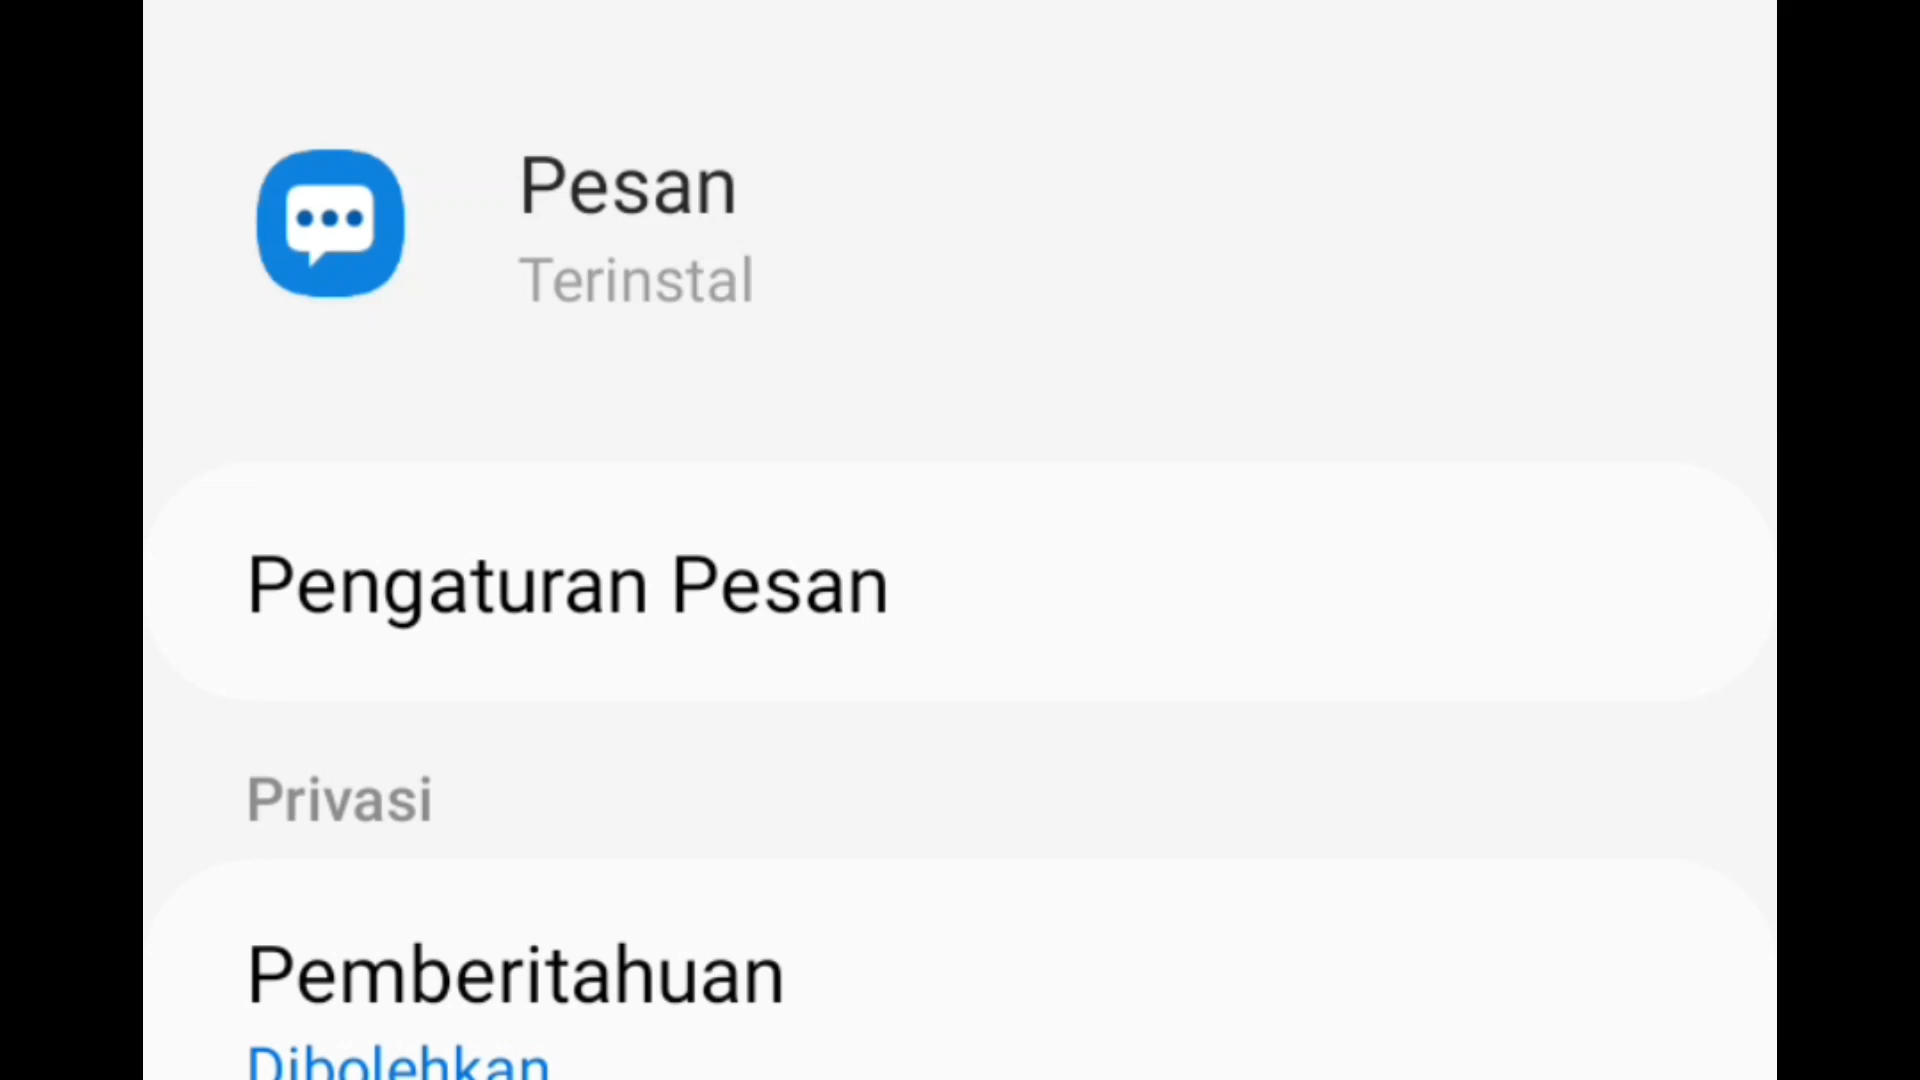 Pesan
Terinstal
Pengaturan Pesan
Privasi
Pemberitahuan
Dibolehkan